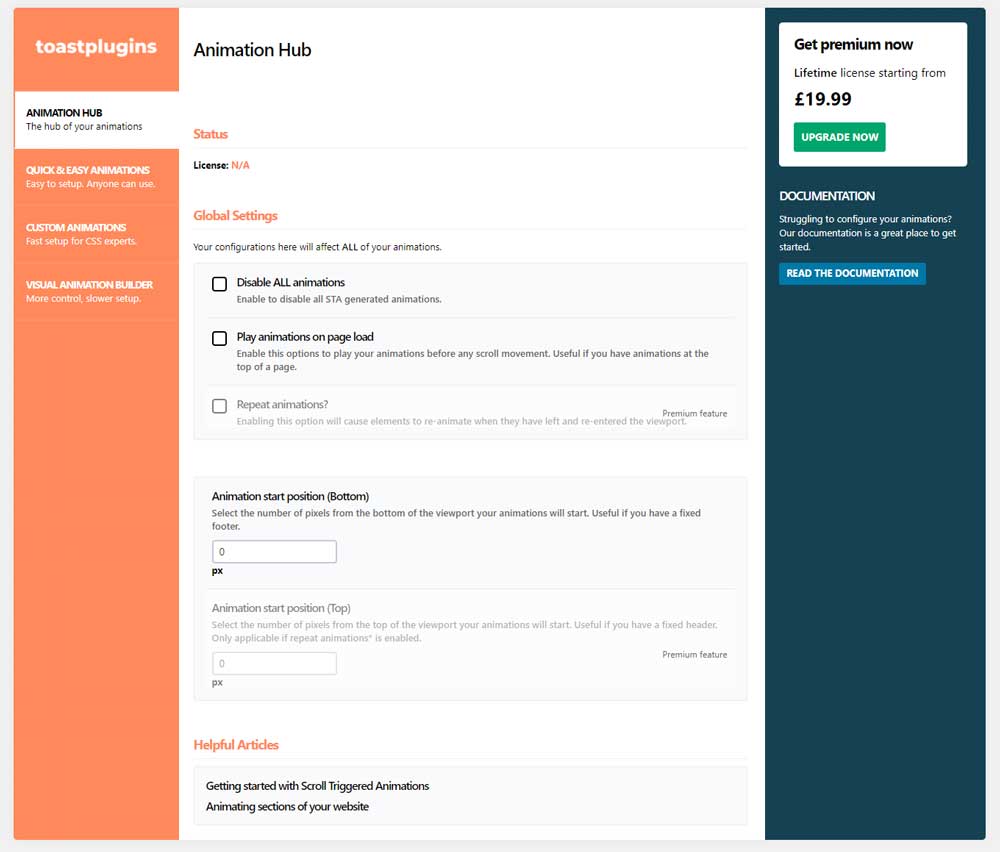 toastplugins
ANIMATION HUB
The hub of your animations
QUICK & EASY ANIMATIONS
Easy to setup. Anyone can use.
CUSTOM ANIMATIONS
Fast setup for CSS experts.
VISUAL ANIMATION BUILDER
More control, slower setup.
Animation Hub
Status
License: N/A
Global Settings
Your configurations here will affect ALL of your animations.
Disable ALL animations
Enable to disable all STA generated animations.
Play animations on page load
Enable this options to play your animations before any scroll movement. Useful if you have animations at the
top of a page.
Repeat animations?
Premium feature
Enabling this option will cause elements to re-animate when they have left and re-entered the viewport.
Animation start position (Bottom)
Select the number of pixels from the bottom of the viewport your animations will start. Useful if you have a fixed
footer.
0
px
Animation start position (Top)
Select the number of pixels from the top of the viewport your animations will start. Useful if you have a fixed header.
Only applicable if repeat animations" is enabled.
Premium feature
0
px
Helpful Articles
Getting started with Scroll Triggered Animations
Animating sections of your website
Get premium now
Lifetime license starting from
£19.99
UPGRADE NOW
DOCUMENTATION
Struggling to configure your animations?
Our documentation is a great place to get
started.
READ THE DOCUMENTATION